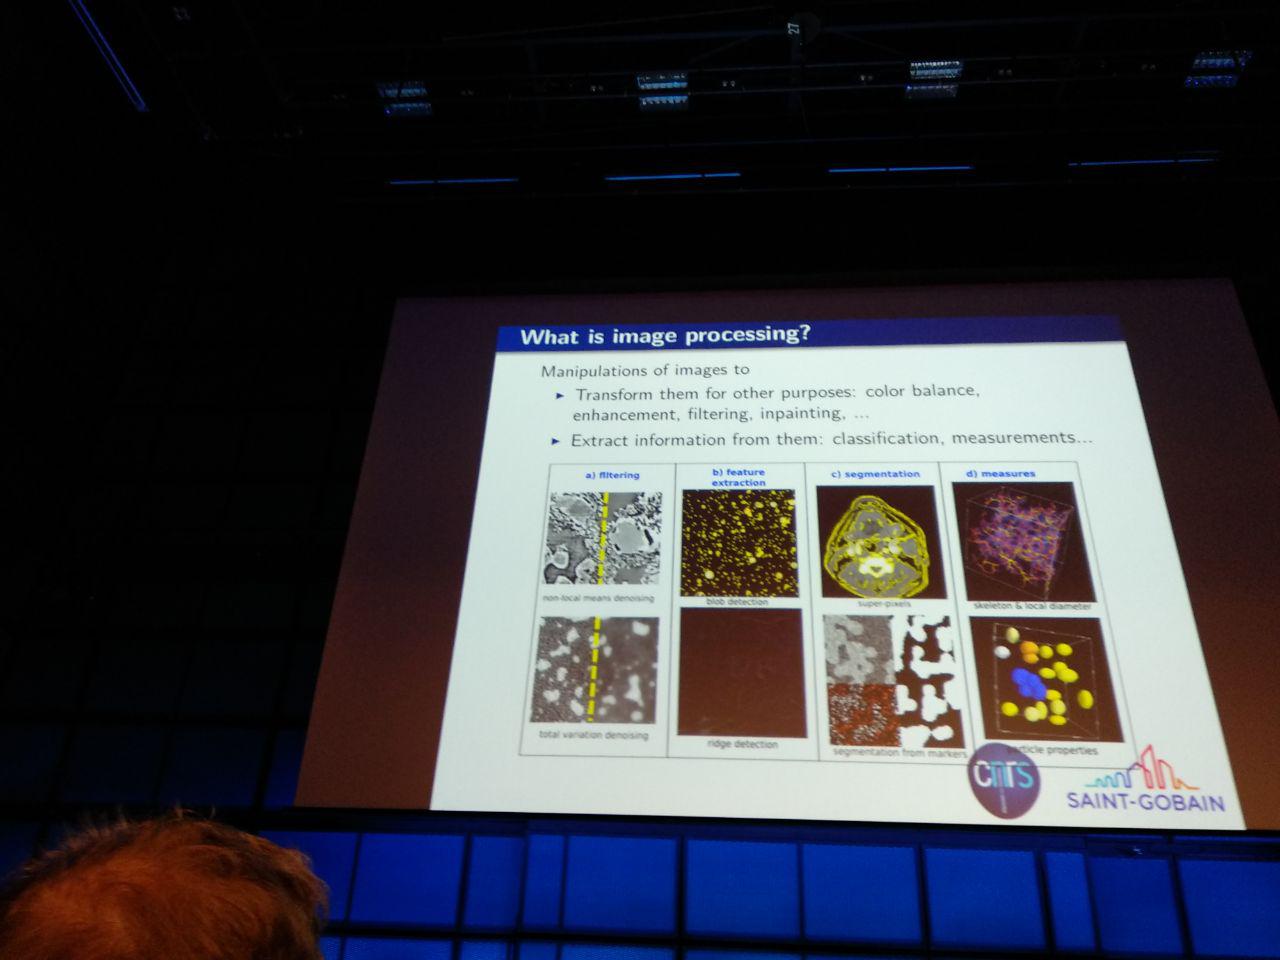 27
What is image processing?
Manipulations of images to
► Transform them for other purposes: color balance,
enhancement, filtering, inpainting, ...
► Extract information from them: classification, measurements...
a) filtering
b) feature
extraction
c) segmentation
d) measures
non-local means denoising
blob detection
super-pixels
skeleton & local diameter
total variation denoising
ridge detection
segmentation from markers
particle properties
cnrs
SAINT-GOBAIN